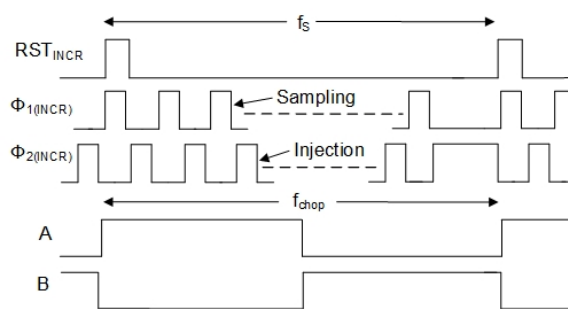 fS
RSTINCR
Sampling
Φ1(INCR)
Injection
Φ2(INCR)
fchop
A
B